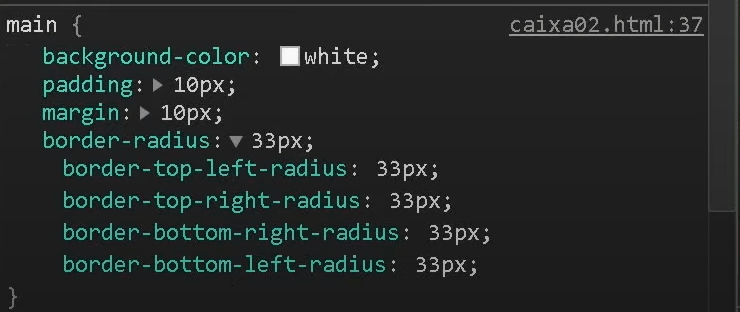 main {
caixa02.html:37
background-color: white;
padding: 10px;
margin: 10px;
border-radius: 33px;
border-top-left-radius: 33px;
border-top-right-radius: 33px;
border-bottom-right-radius: 33px;
border-bottom-left-radius: 33px;
}